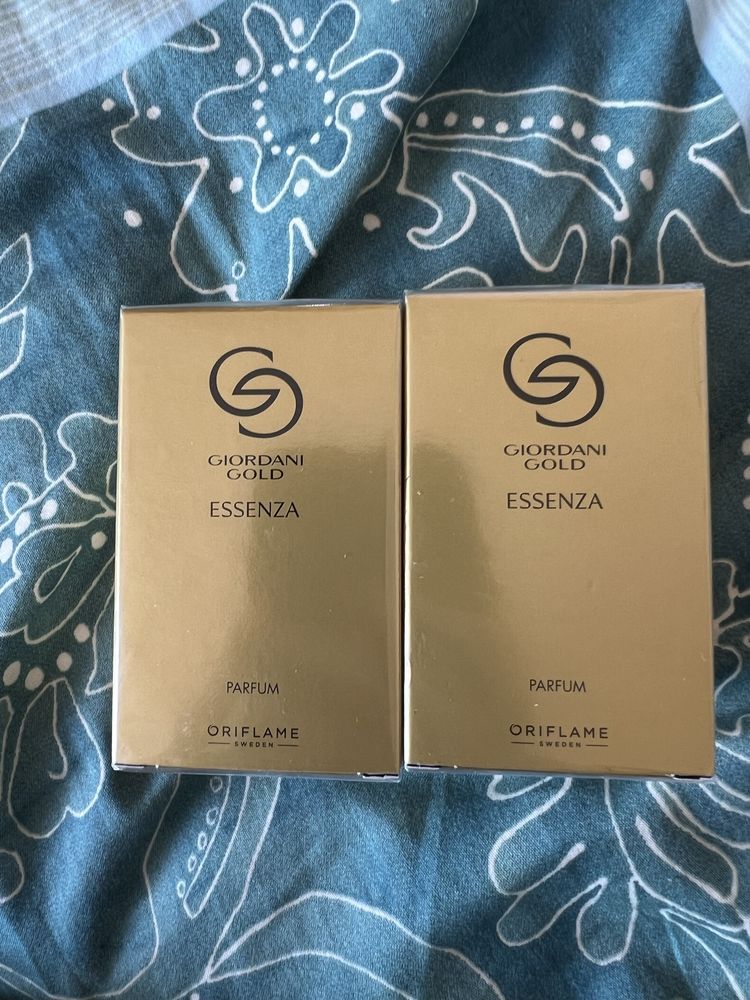 GIORDANI
GOLD
ESSENZA
PARFUM
ORIFLAME
SWEDEN
GIORDANI
GOLD
ESSENZA
PARFUM
ORIFLAME
SWEDEN